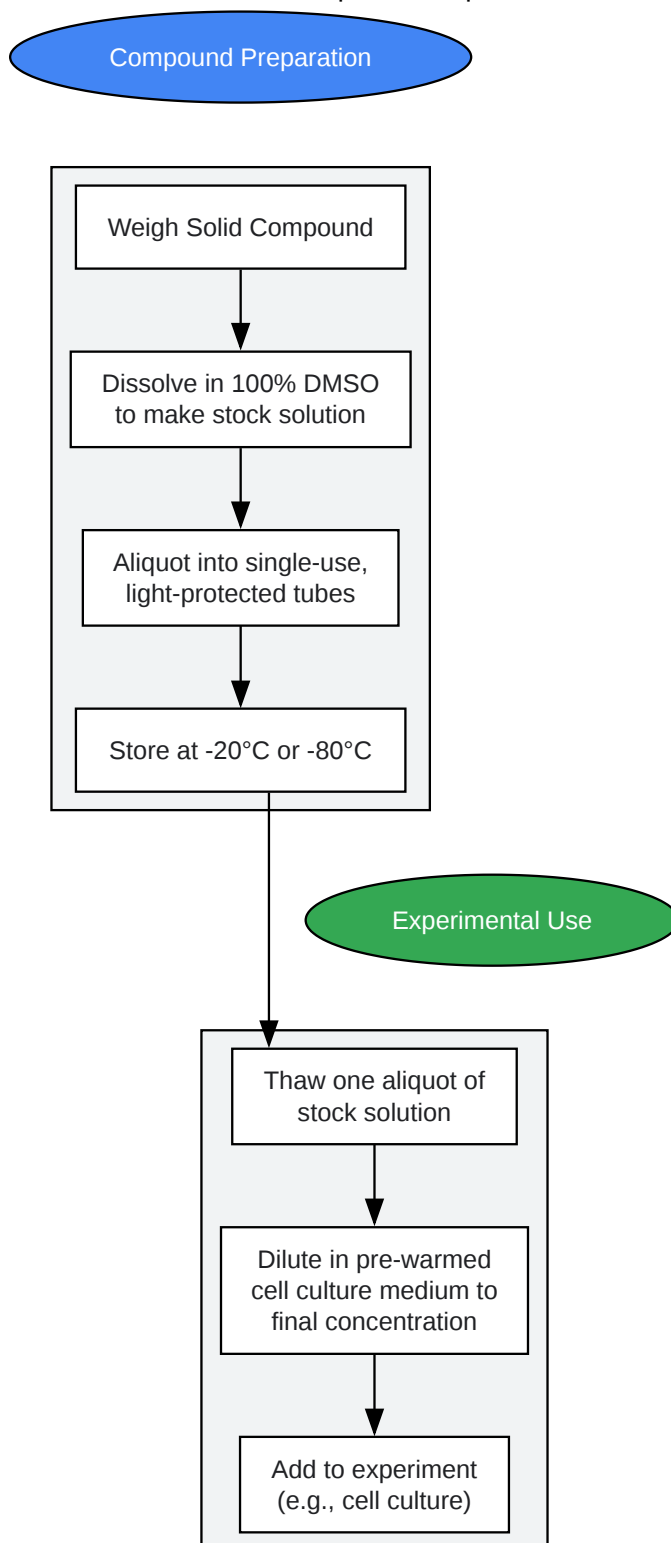 Compound Preparation
Weigh Solid Compound
Dissolve in 100% DMSO
to make stock solution
Aliquot into single-use,
light-protected tubes
Store at -20°C or -80°C
Experimental Use
Thaw one aliquot of
stock solution
Dilute in pre-warmed
cell culture medium to
final concentration
Add to experiment
(e.g., cell culture)